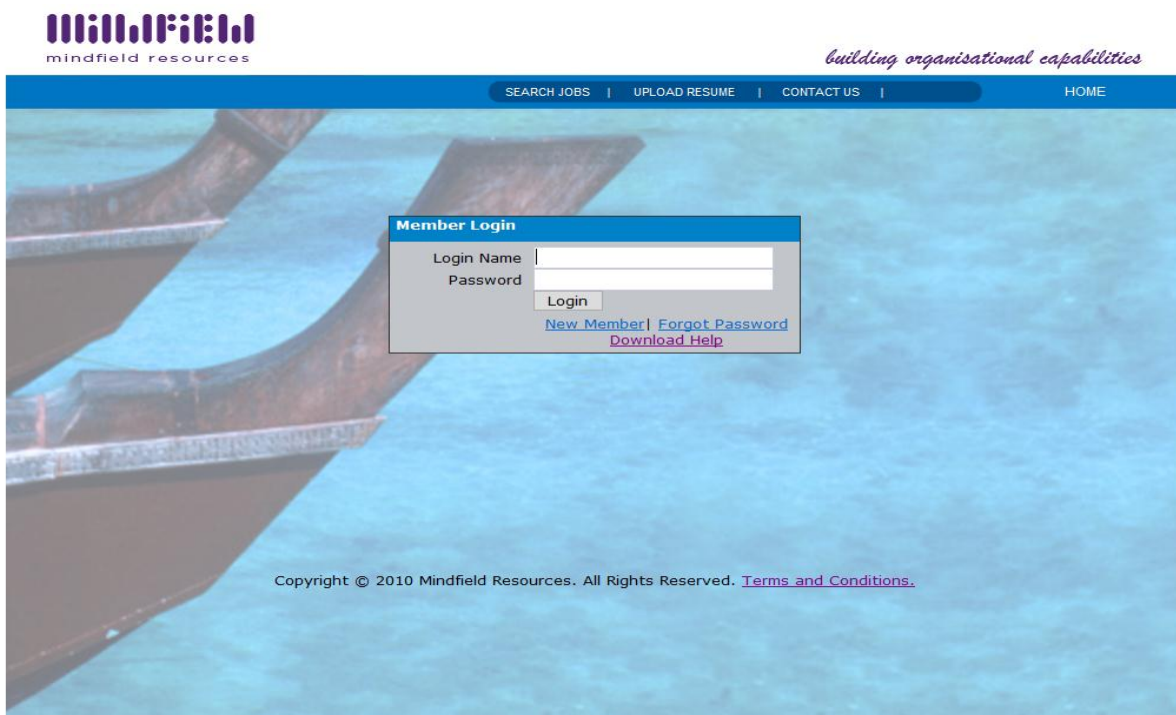 mindfield
mindfield resources
building organisational capabilities
SEARCH JOBS | UPLOAD RESUME | CONTACT US | HOME
Member Login
Login Name
Password
Login
New Member| Forgot Password
Download Help
Copyright © 2010 Mindfield Resources. All Rights Reserved. Terms and Conditions.